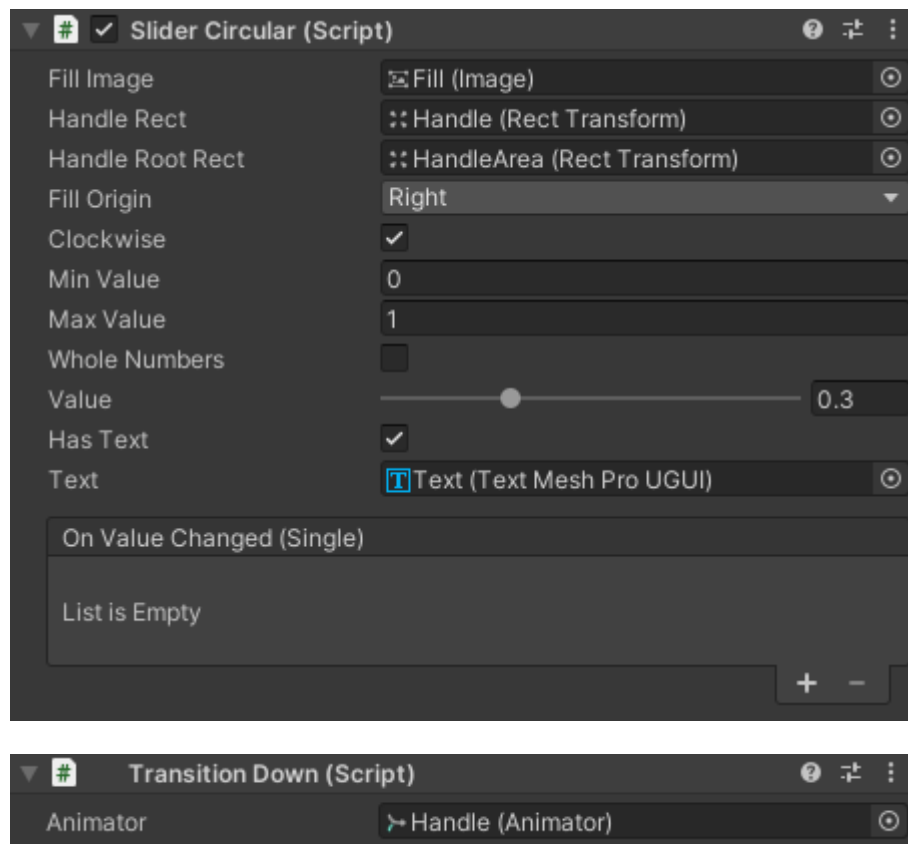 Slider Circular (Script)
Fill Image Fill (Image)
Handle Rect Handle (Rect Transform)
Handle Root Rect HandleArea (Rect Transform)
Fill Origin Right
Clockwise
Min Value 0
Max Value 1
Whole Numbers
Value 0.3
Has Text
Text Text (Text Mesh Pro UGUI)
On Value Changed (Single)
List is Empty
Transition Down (Script)
Animator Handle (Animator)